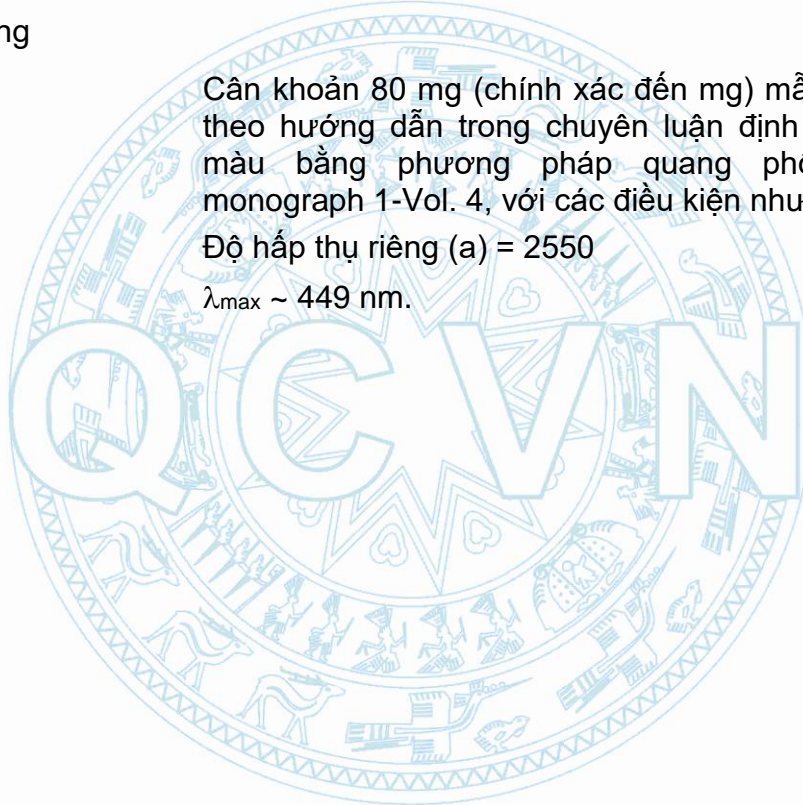 ng
Cân khoản 80 mg (chính xác đến mg) mẫ
theo hướng dẫn trong chuyên luận định
màu bằng phương pháp quang phổ
monograph 1-Vol. 4, với các điều kiện như
Độ hấp thụ riêng (a) = 2550
λmax ~ 449 nm.
QCVN